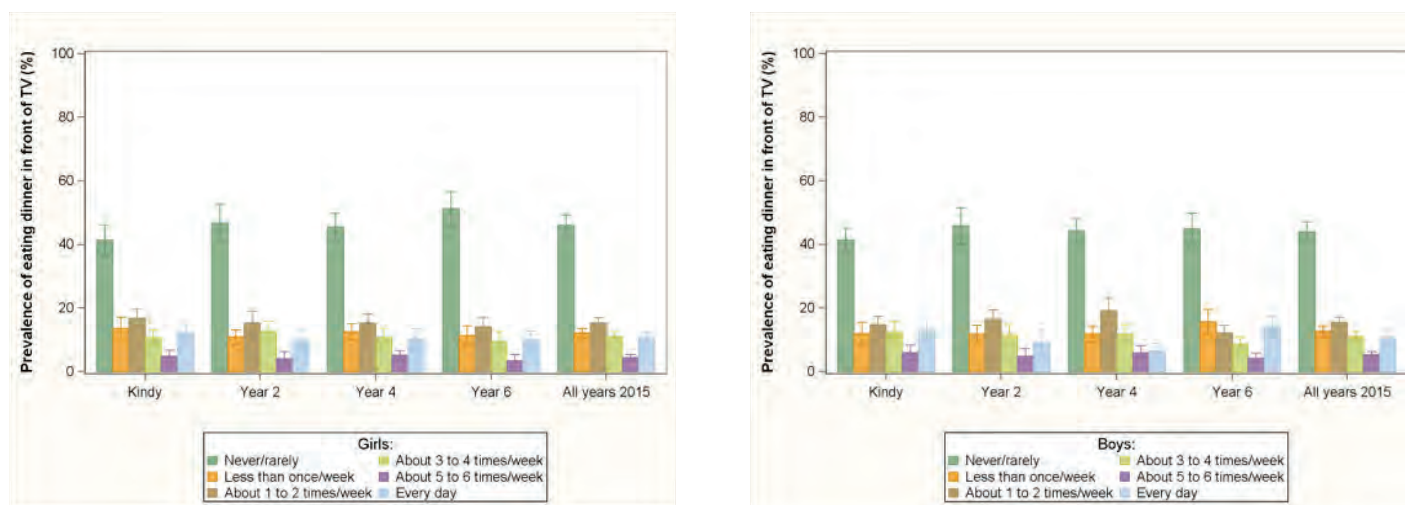 Prevalence of eating dinner in front of TV (%)
100
80
60
40
20
0
Kindy Year 2 Year 4 Year 6 All years 2015
Girls:
Never/rarely About 3 to 4 times/week
Less than once/week About 5 to 6 times/week
About 1 to 2 times/week Every day
Prevalence of eating dinner in front of TV (%)
100
80
60
40
20
0
Kindy Year 2 Year 4 Year 6 All years 2015
Boys:
Never/rarely About 3 to 4 times/week
Less than once/week About 5 to 6 times/week
About 1 to 2 times/week Every day